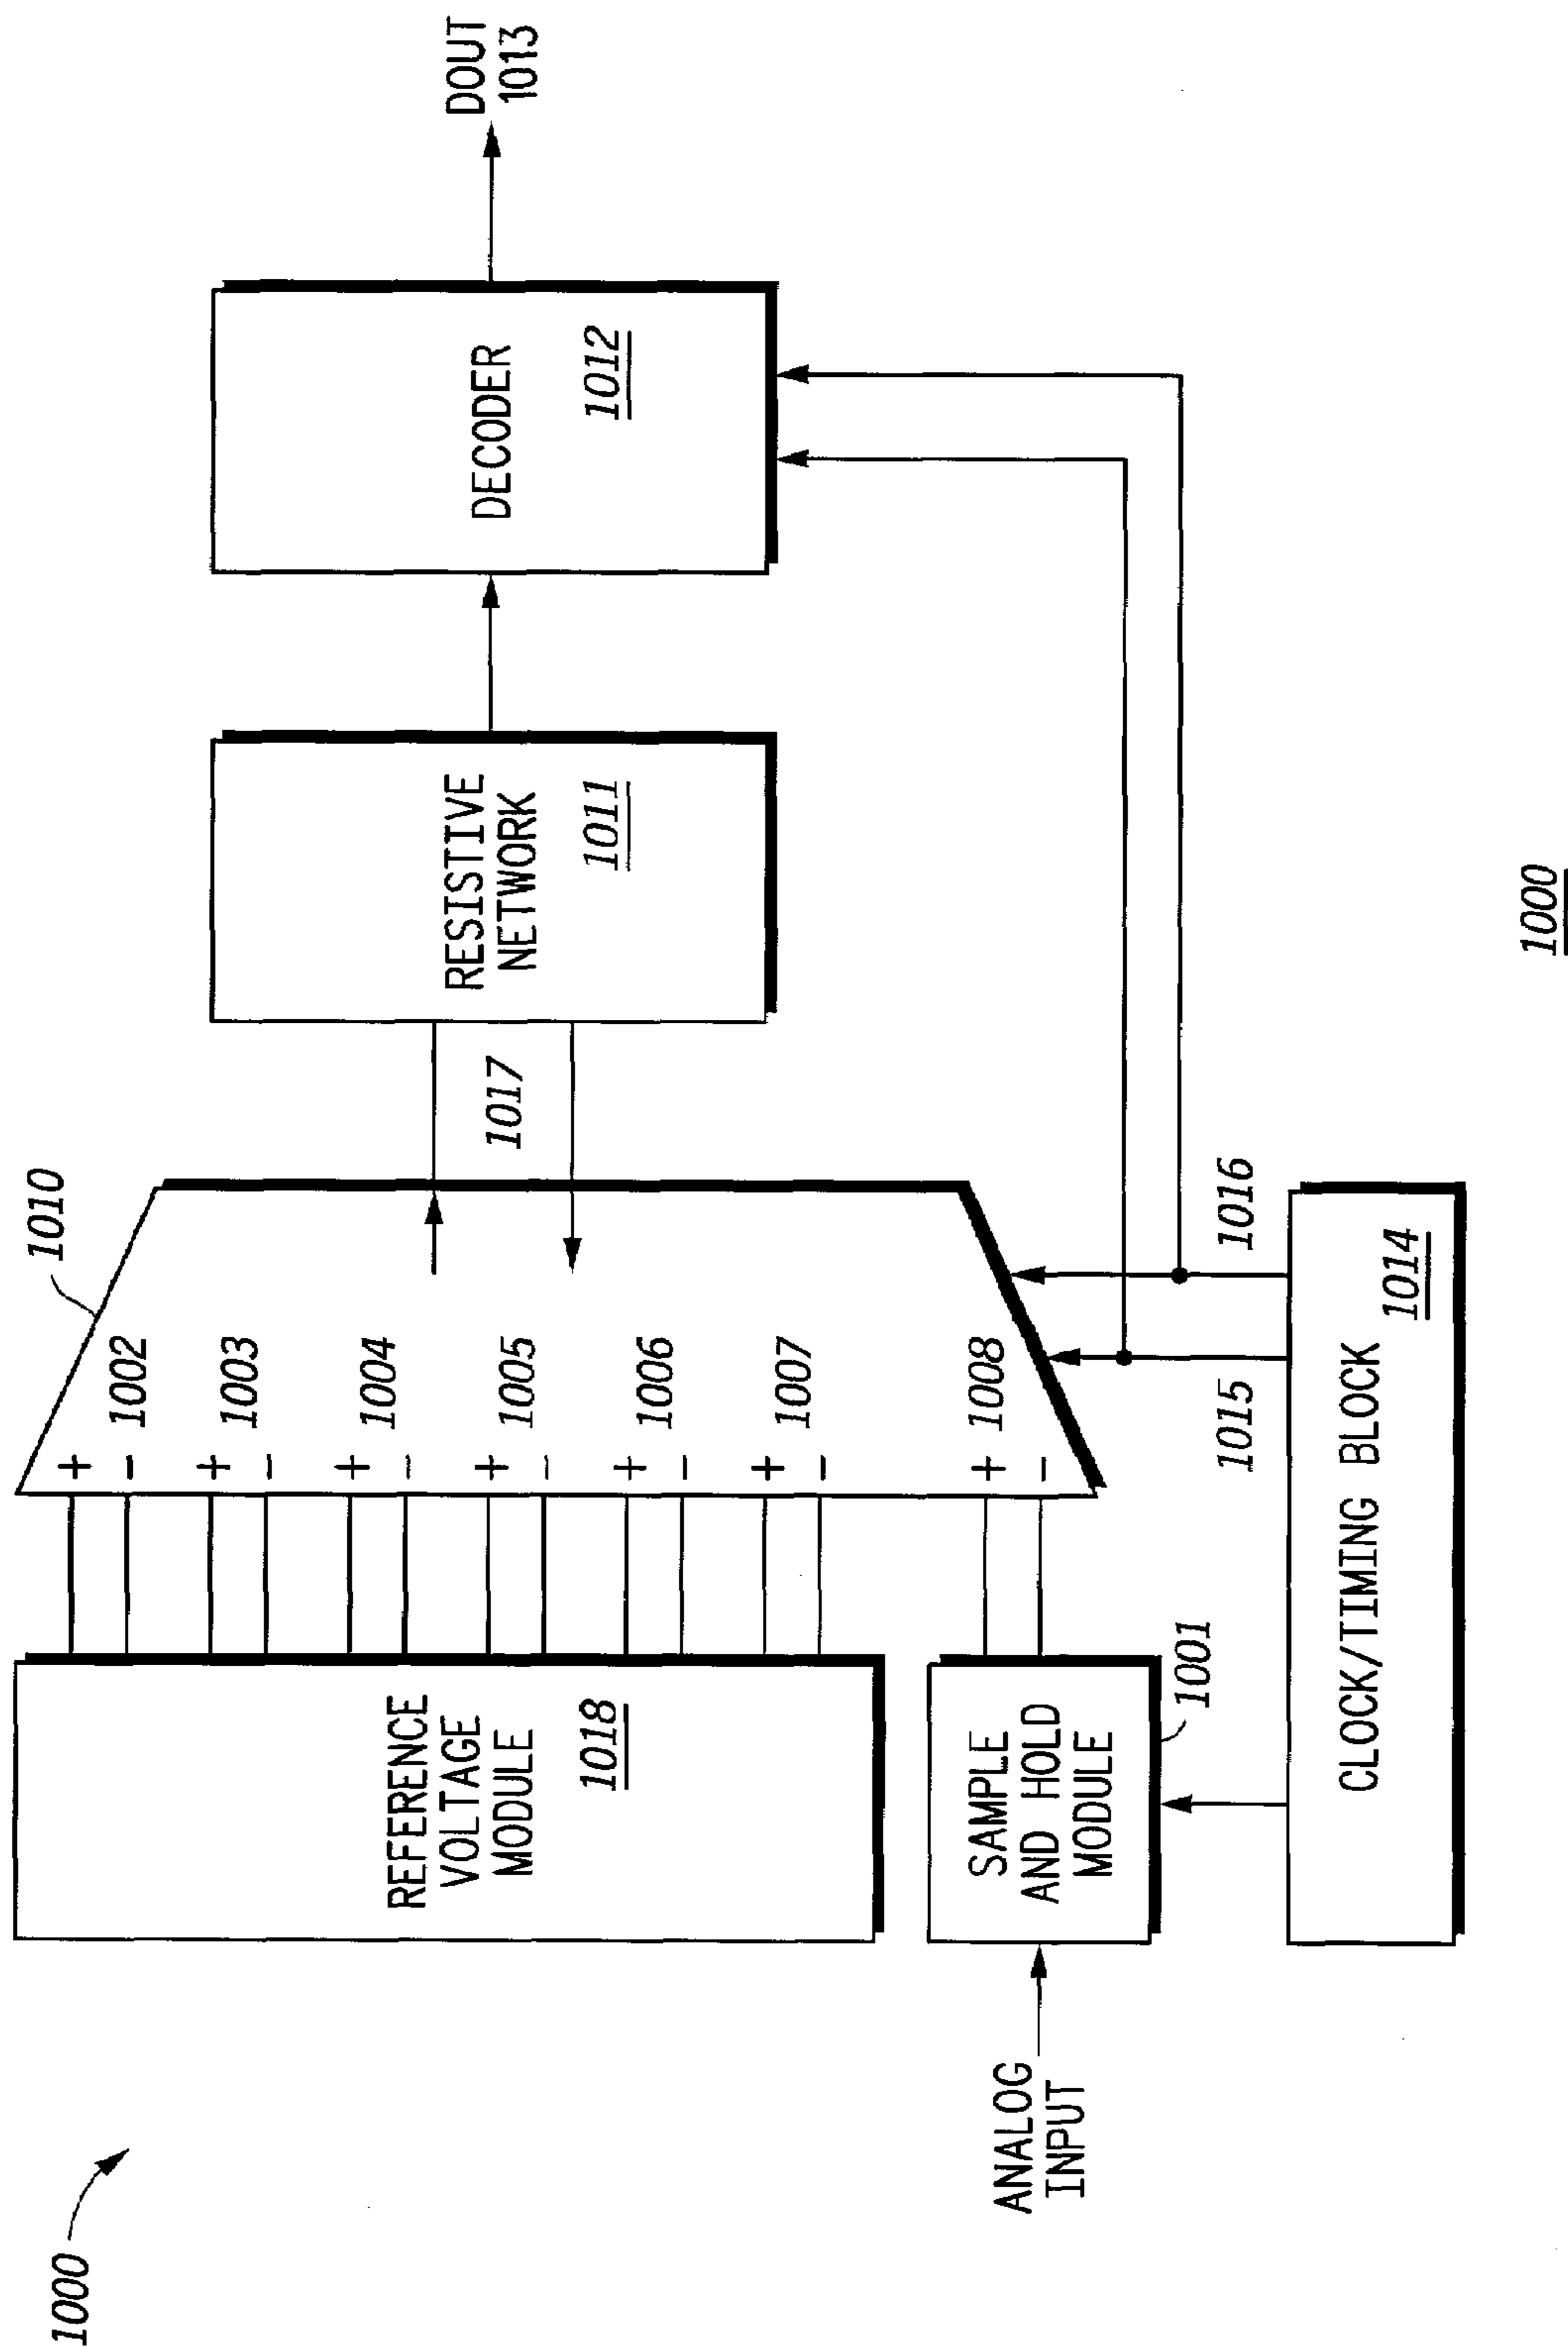 1000
REFERENCE
VOLTAGE
MODULE
1018
+
-
1002
+
-
1003
+
-
1004
+
-
1005
+
-
1006
+
-
1007
+
-
1008
1010
1017
RESISTIVE
NETWORK
1011
DECODER
1012
DOUT
1013
ANALOG
INPUT
SAMPLE
AND HOLD
MODULE
1001
1015
1016
CLOCK/TIMING BLOCK
1014
1000